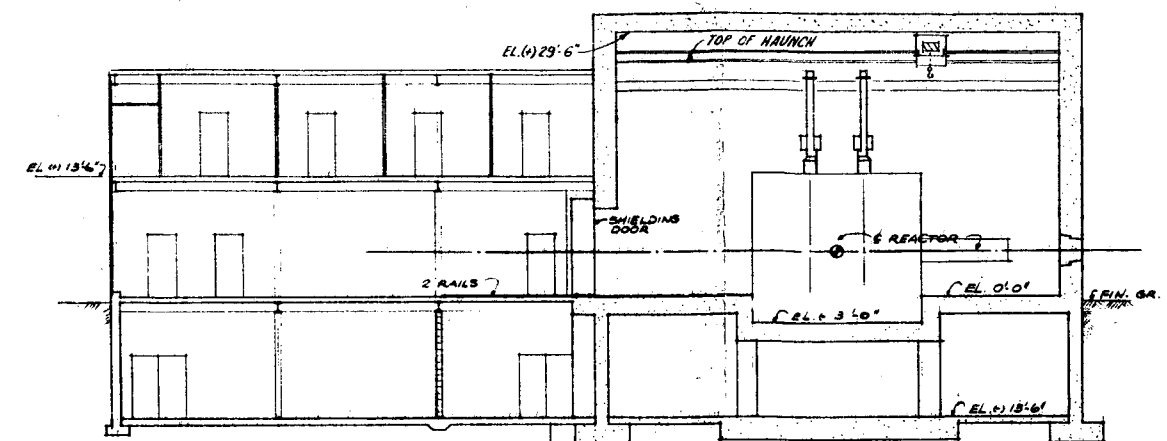 EL.(+) 29'-6"
TOP OF HAUNCH
EL (+) 13'-6"
SHIELDING
DOOR
℄ REACTOR
2 RAILS
EL. 0'-0"
FIN. GR.
EL. (-) 3'-0"
EL. (-) 13'-6"